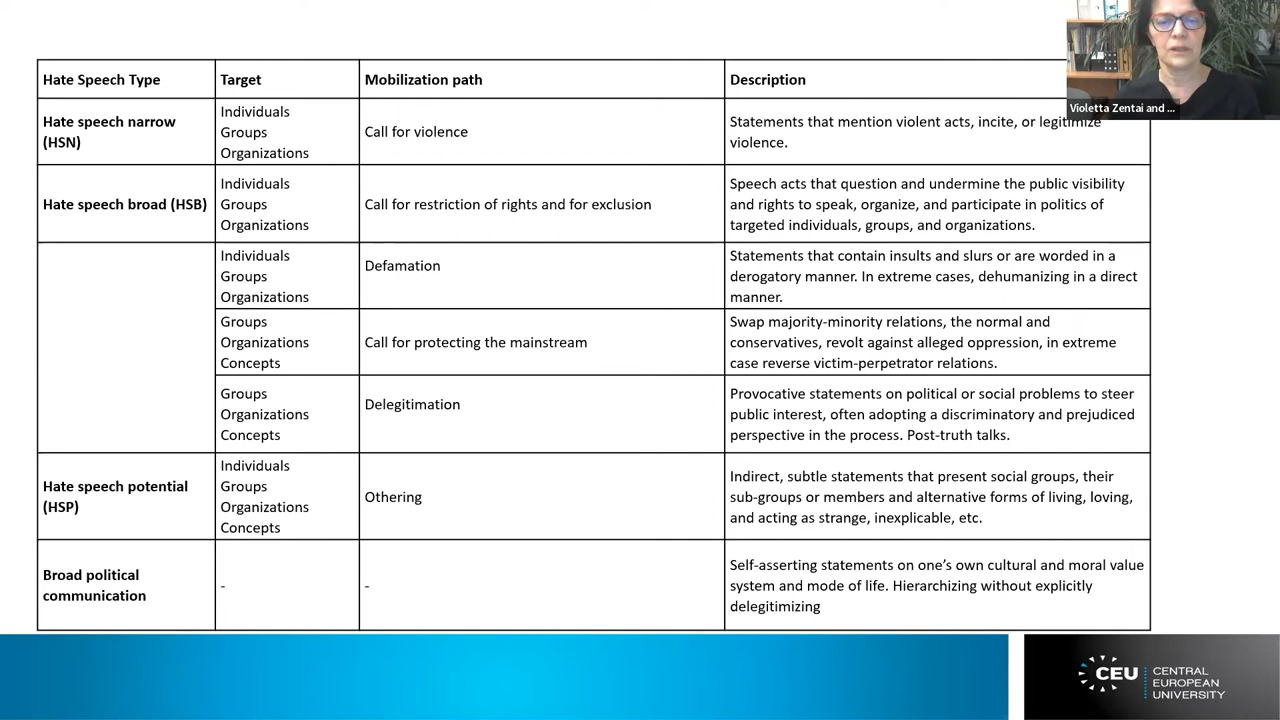 Hate Speech Type
Target
Mobilization path
Description
Hate speech narrow
(HSN)
Individuals
Groups
Organizations
Call for violence
Statements that mention violent acts, incite, or legitimize
violence.
Hate speech broad (HSB)
Individuals
Groups
Organizations
Call for restriction of rights and for exclusion
Speech acts that question and undermine the public visibility
and rights to speak, organize, and participate in politics of
targeted individuals, groups, and organizations.
Individuals
Groups
Organizations
Defamation
Statements that contain insults and slurs or are worded in a
derogatory manner. In extreme cases, dehumanizing in a direct
manner.
Groups
Organizations
Concepts
Call for protecting the mainstream
Swap majority-minority relations, the normal and
conservatives, revolt against alleged oppression, in extreme
case reverse victim-perpetrator relations.
Groups
Organizations
Concepts
Delegitimation
Provocative statements on political or social problems to steer
public interest, often adopting a discriminatory and prejudiced
perspective in the process. Post-truth talks.
Hate speech potential
(HSP)
Individuals
Groups
Organizations
Concepts
Othering
Indirect, subtle statements that present social groups, their
sub-groups or members and alternative forms of living, loving,
and acting as strange, inexplicable, etc.
Broad political
communication
-
-
Self-asserting statements on one's own cultural and moral value
system and mode of life. Hierarchizing without explicitly
delegitimizing
Violetta Zentai and ...
CEU
CENTRAL
EUROPEAN
UNIVERSITY